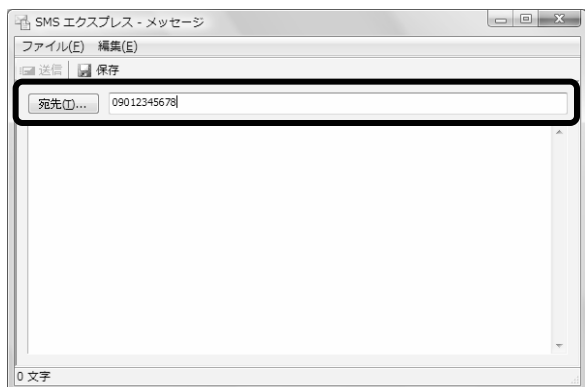 SMS エクスプレス - メッセージ
ファイル(F) 編集(E)
送信 保存
宛先(T)... 09012345678
0 文字